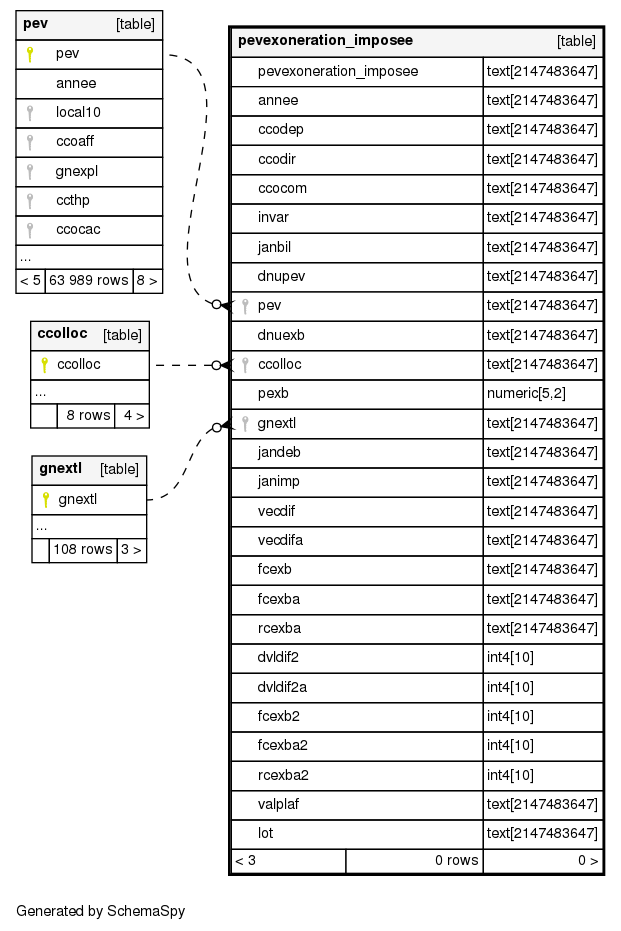 pev [table]
pev
annee
local10
ccoaff
gnexpl
ccthp
ccocac
...
< 5 63 989 rows 8 >
ccolloc [table]
ccolloc
...
8 rows 4 >
gnextl [table]
gnextl
...
108 rows 3 >
pevexoneration_imposee [table]
pevexoneration_imposee text[2147483647]
annee text[2147483647]
ccodep text[2147483647]
ccodir text[2147483647]
ccocom text[2147483647]
invar text[2147483647]
janbil text[2147483647]
dnupev text[2147483647]
pev text[2147483647]
dnuexb text[2147483647]
ccolloc text[2147483647]
pexb numeric[5,2]
gnextl text[2147483647]
jandeb text[2147483647]
janimp text[2147483647]
vecdif text[2147483647]
vecdifa text[2147483647]
fcexb text[2147483647]
fcexba text[2147483647]
rcexba text[2147483647]
dvldif2 int4[10]
dvldif2a int4[10]
fcexb2 int4[10]
fcexba2 int4[10]
rcexba2 int4[10]
valplaf text[2147483647]
lot text[2147483647]
< 3 0 rows 0 >
Generated by SchemaSpy